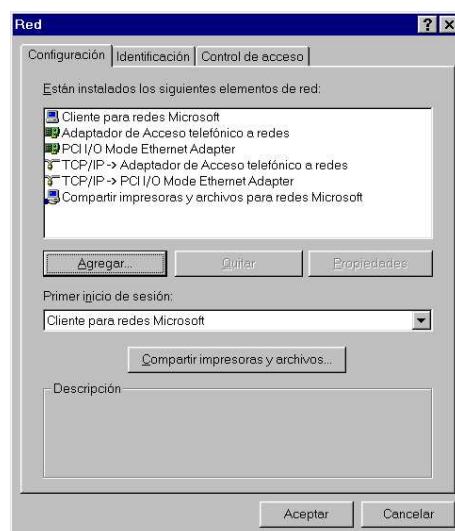 Red
Configuración Identificación Control de acceso
Están instalados los siguientes elementos de red:
Cliente para redes Microsoft
Adaptador de Acceso telefónico a redes
PCI I/O Mode Ethernet Adapter
TCP/IP -> Adaptador de Acceso telefónico a redes
TCP/IP -> PCI I/O Mode Ethernet Adapter
Compartir impresoras y archivos para redes Microsoft
Agregar... Quitar Propiedades
Primer inicio de sesión:
Cliente para redes Microsoft
Compartir impresoras y archivos...
Descripción
Aceptar Cancelar